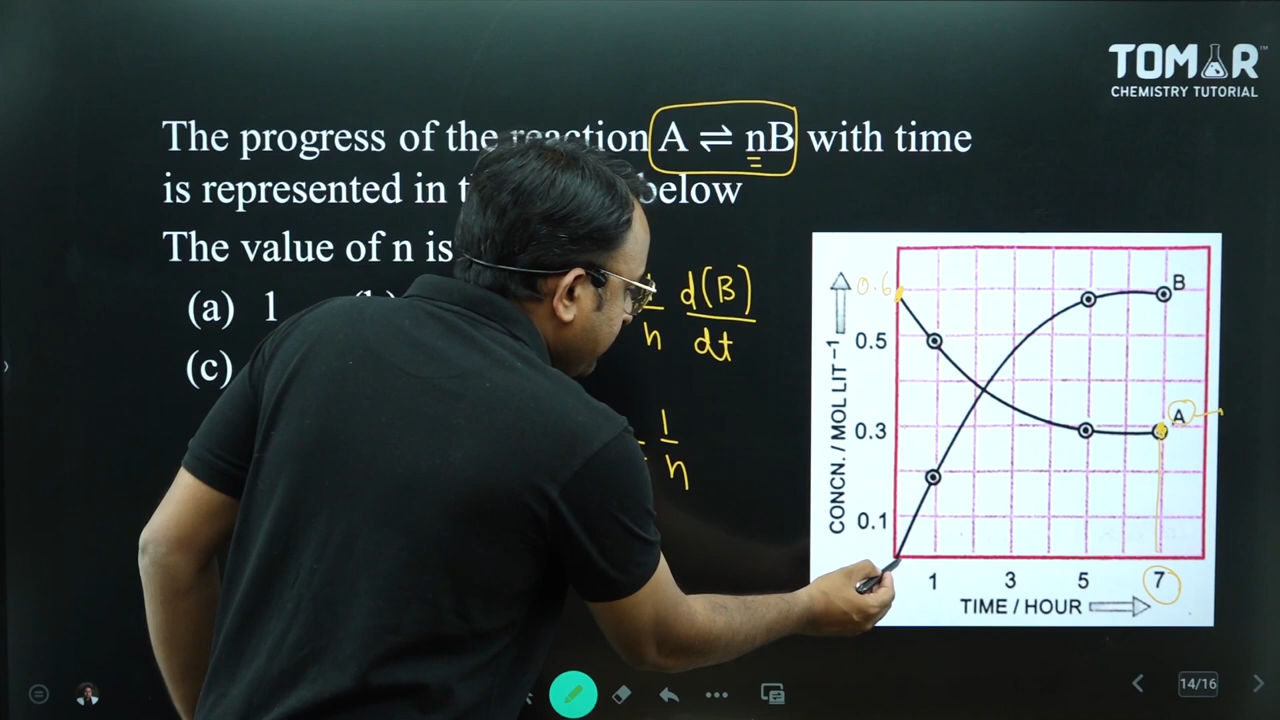 TOMAR™
CHEMISTRY TUTORIAL
The progress of the reaction A ⇌ nB with time
is represented in below
The value of n is
(a) 1
(c)
n d(B)
dt
1
n
CONCN. / MOL LIT⁻¹
0.6
0.5
0.3
0.1
B
A
1 3 5 7
TIME / HOUR
14/16